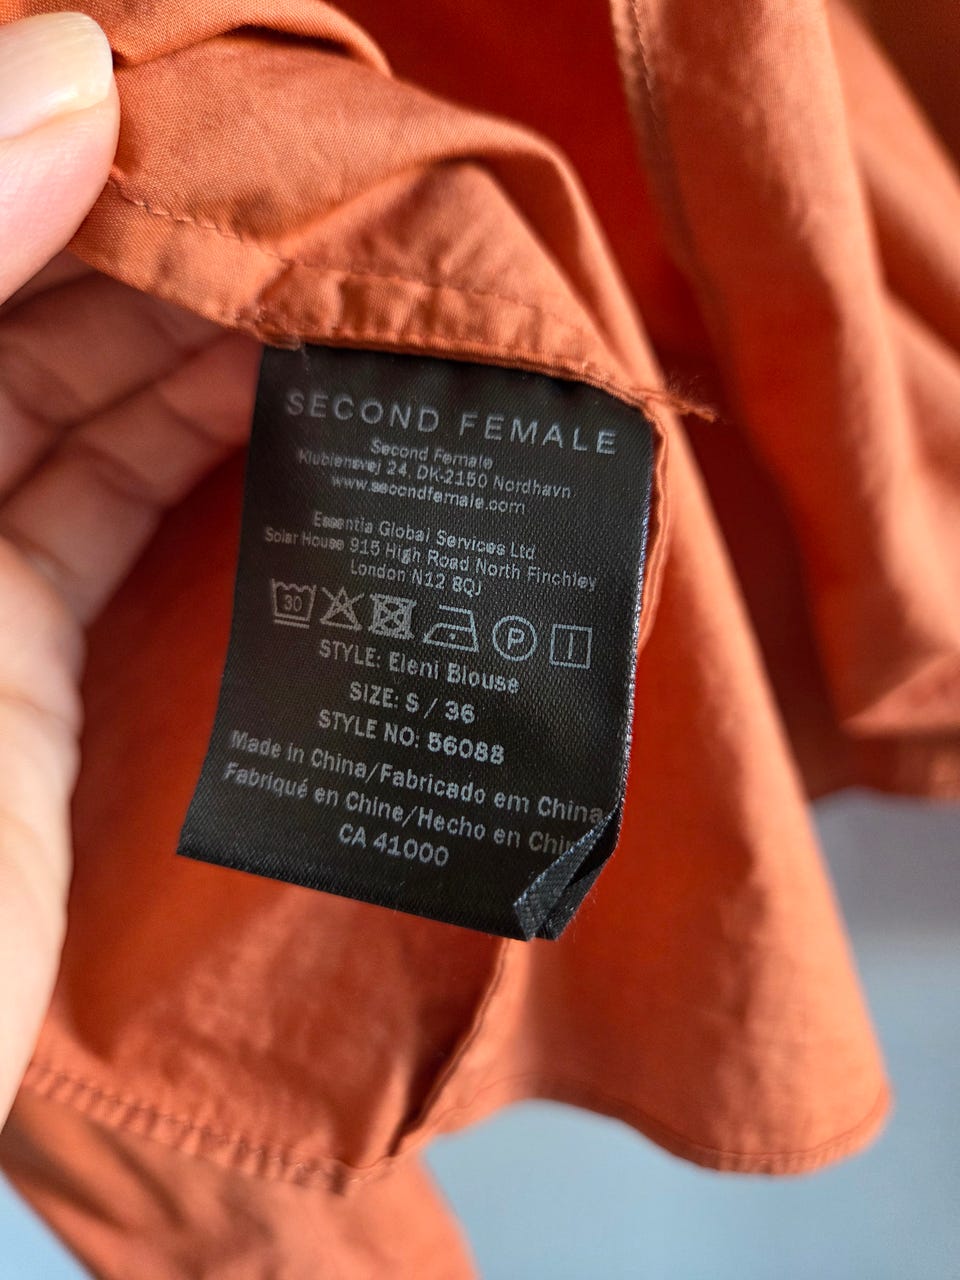 SECOND FEMALE
Second Female
Klubiensvej 24, DK-2150 Nordhavn
www.secondfemale.com
Essentia Global Services Ltd
Solar House 915 High Road North Finchley
London N12 8QJ
30 P
STYLE: Eleni Blouse
SIZE: S / 36
STYLE NO: 56088
Made in China/Fabricado em China
Fabriqué en Chine/Hecho en Chin
CA 41000